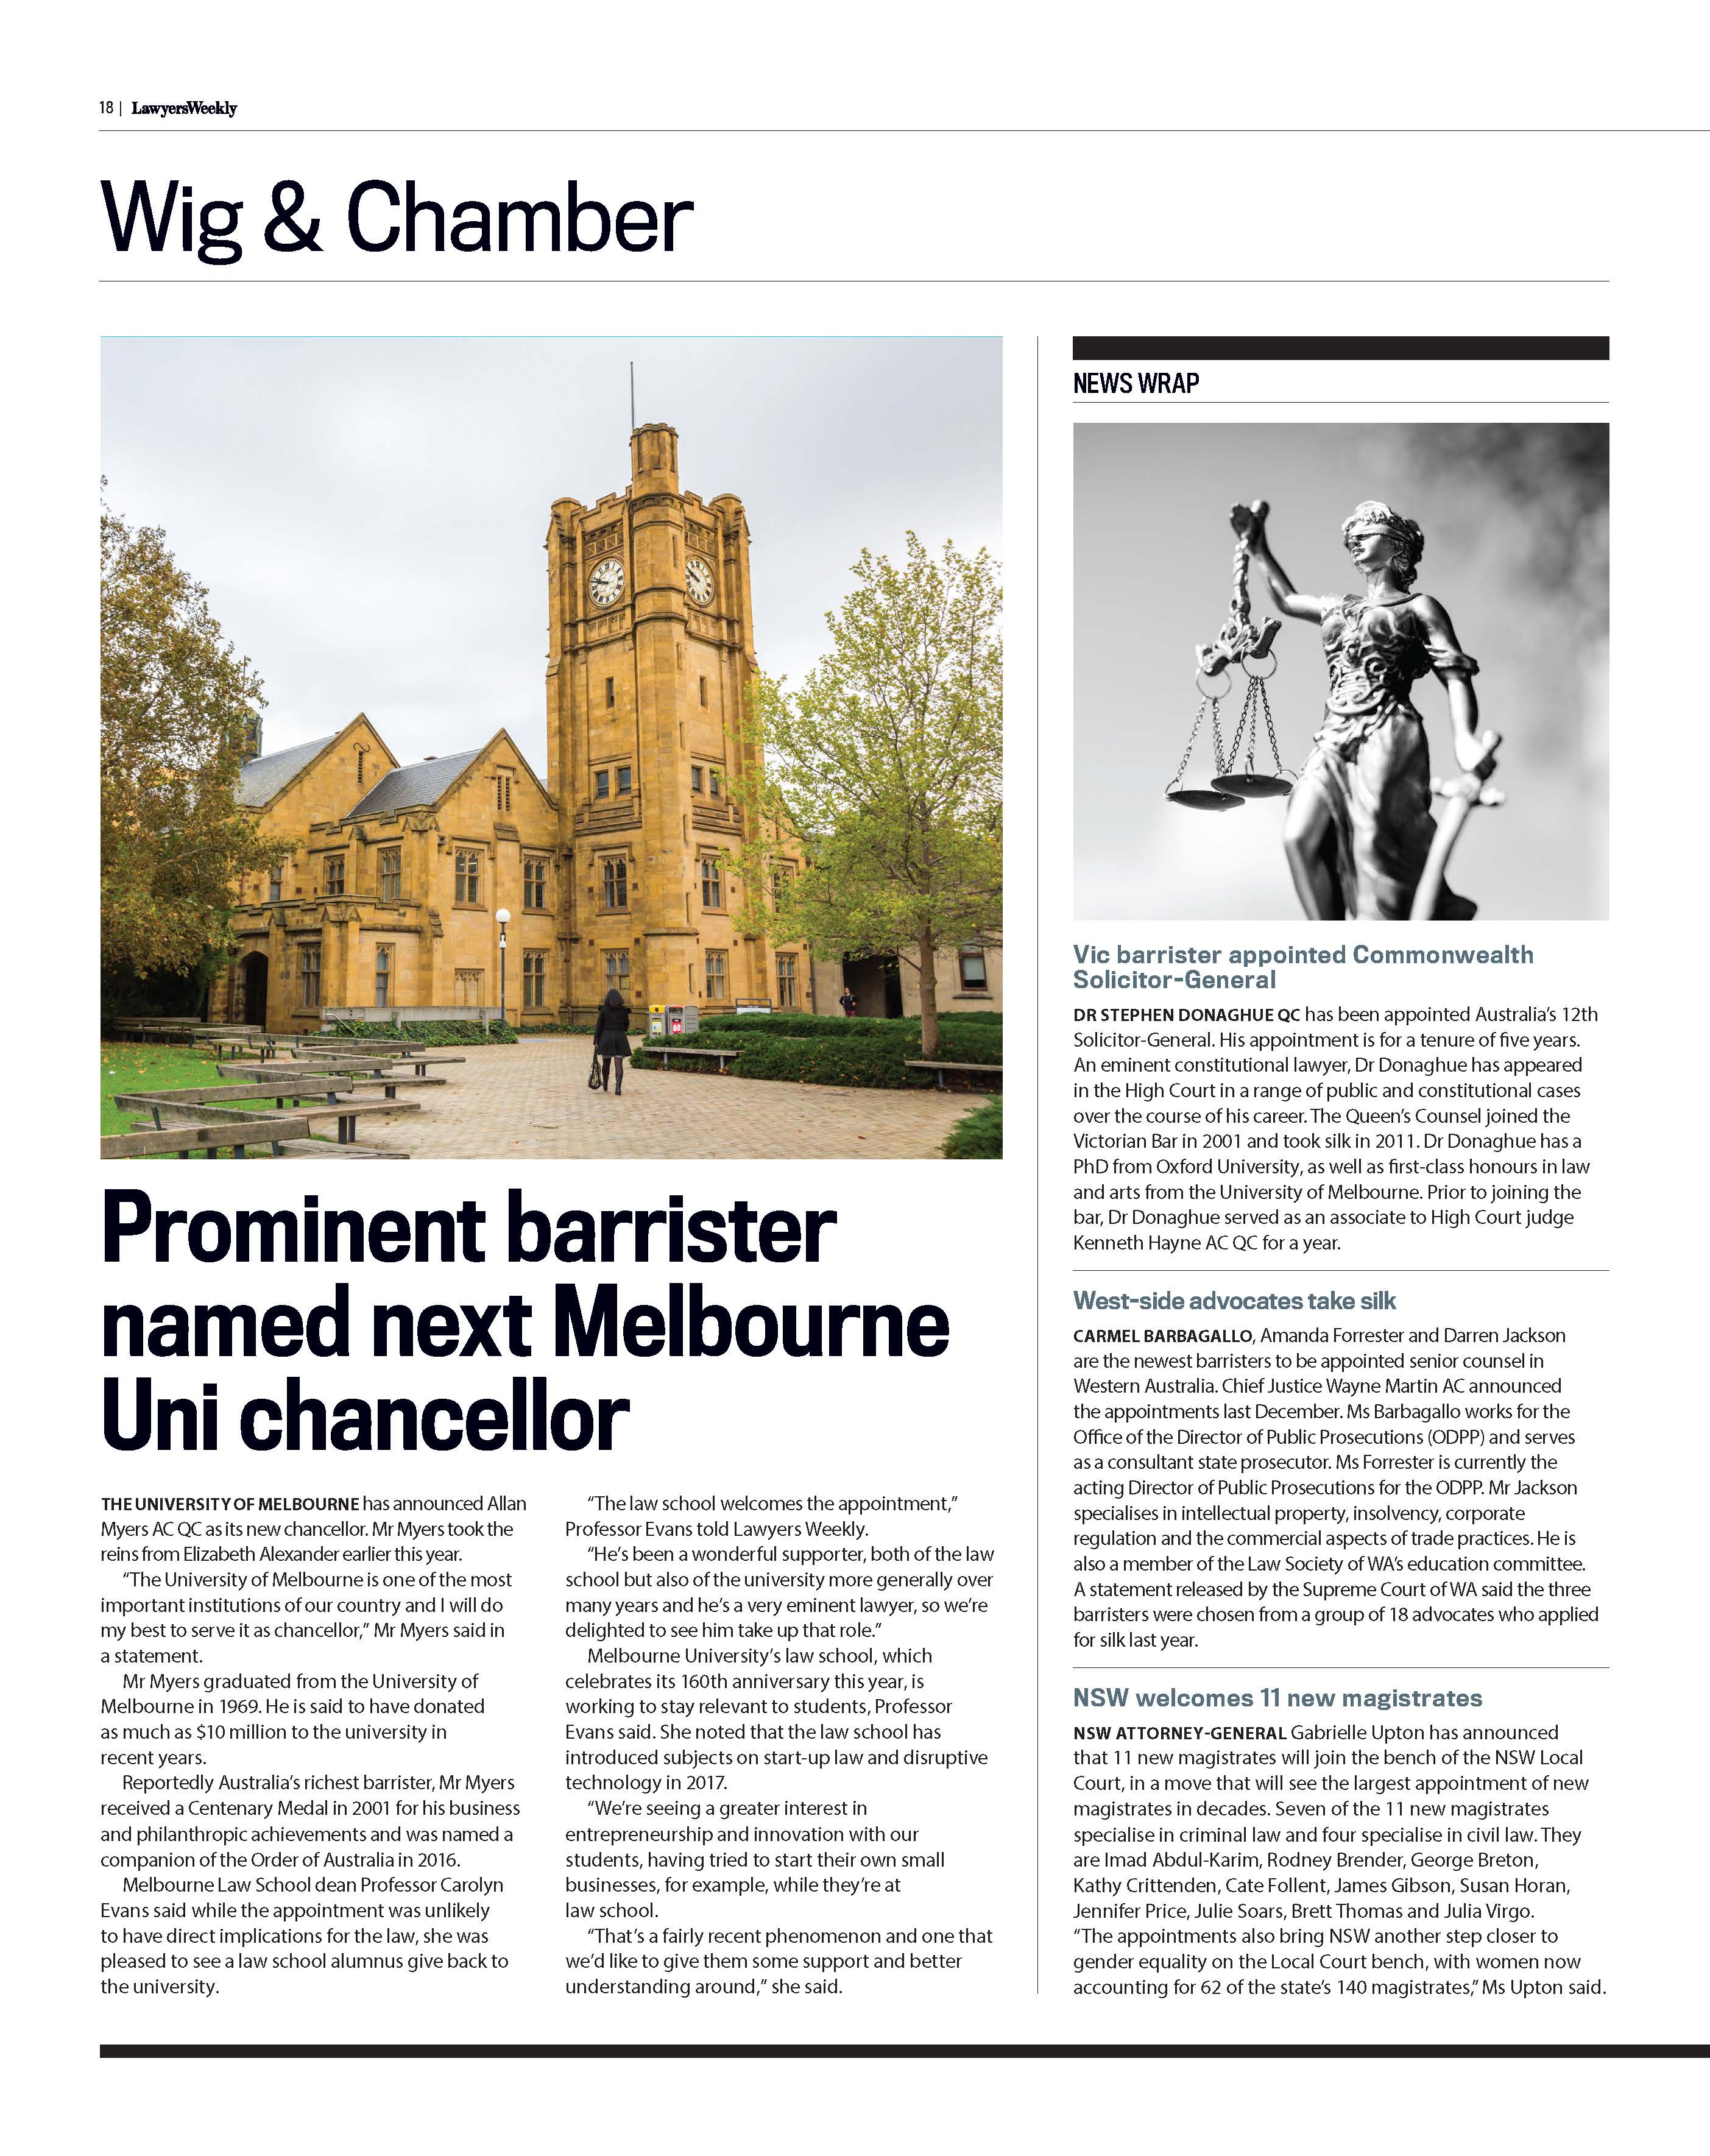 18 | LawyersWeekly
Wig & Chamber
Prominent barrister
named next Melbourne
Uni chancellor
THE UNIVERSITY OF MELBOURNE has announced Allan
Myers AC QC as its new chancellor. Mr Myers took the
reins from Elizabeth Alexander earlier this year.
“The University of Melbourne is one of the most
important institutions of our country and I will do
my best to serve it as chancellor,” Mr Myers said in
a statement.
Mr Myers graduated from the University of
Melbourne in 1969. He is said to have donated
as much as $10 million to the university in
recent years.
Reportedly Australia’s richest barrister, Mr Myers
received a Centenary Medal in 2001 for his business
and philanthropic achievements and was named a
companion of the Order of Australia in 2016.
Melbourne Law School dean Professor Carolyn
Evans said while the appointment was unlikely
to have direct implications for the law, she was
pleased to see a law school alumnus give back to
the university.
“The law school welcomes the appointment,”
Professor Evans told Lawyers Weekly.
“He’s been a wonderful supporter, both of the law
school but also of the university more generally over
many years and he’s a very eminent lawyer, so we’re
delighted to see him take up that role.”
Melbourne University’s law school, which
celebrates its 160th anniversary this year, is
working to stay relevant to students, Professor
Evans said. She noted that the law school has
introduced subjects on start-up law and disruptive
technology in 2017.
“We’re seeing a greater interest in
entrepreneurship and innovation with our
students, having tried to start their own small
businesses, for example, while they’re at
law school.
“That’s a fairly recent phenomenon and one that
we’d like to give them some support and better
understanding around,” she said.
NEWS WRAP
Vic barrister appointed Commonwealth
Solicitor-General
DR STEPHEN DONAGHUE QC has been appointed Australia’s 12th
Solicitor-General. His appointment is for a tenure of five years.
An eminent constitutional lawyer, Dr Donaghue has appeared
in the High Court in a range of public and constitutional cases
over the course of his career. The Queen’s Counsel joined the
Victorian Bar in 2001 and took silk in 2011. Dr Donaghue has a
PhD from Oxford University, as well as first-class honours in law
and arts from the University of Melbourne. Prior to joining the
bar, Dr Donaghue served as an associate to High Court judge
Kenneth Hayne AC QC for a year.
West-side advocates take silk
CARMEL BARBAGALLO, Amanda Forrester and Darren Jackson
are the newest barristers to be appointed senior counsel in
Western Australia. Chief Justice Wayne Martin AC announced
the appointments last December. Ms Barbagallo works for the
Office of the Director of Public Prosecutions (ODPP) and serves
as a consultant state prosecutor. Ms Forrester is currently the
acting Director of Public Prosecutions for the ODPP. Mr Jackson
specialises in intellectual property, insolvency, corporate
regulation and the commercial aspects of trade practices. He is
also a member of the Law Society of WA’s education committee.
A statement released by the Supreme Court of WA said the three
barristers were chosen from a group of 18 advocates who applied
for silk last year.
NSW welcomes 11 new magistrates
NSW ATTORNEY-GENERAL Gabrielle Upton has announced
that 11 new magistrates will join the bench of the NSW Local
Court, in a move that will see the largest appointment of new
magistrates in decades. Seven of the 11 new magistrates
specialise in criminal law and four specialise in civil law. They
are Imad Abdul-Karim, Rodney Brender, George Breton,
Kathy Crittenden, Cate Follent, James Gibson, Susan Horan,
Jennifer Price, Julie Soars, Brett Thomas and Julia Virgo.
“The appointments also bring NSW another step closer to
gender equality on the Local Court bench, with women now
accounting for 62 of the state’s 140 magistrates,” Ms Upton said.